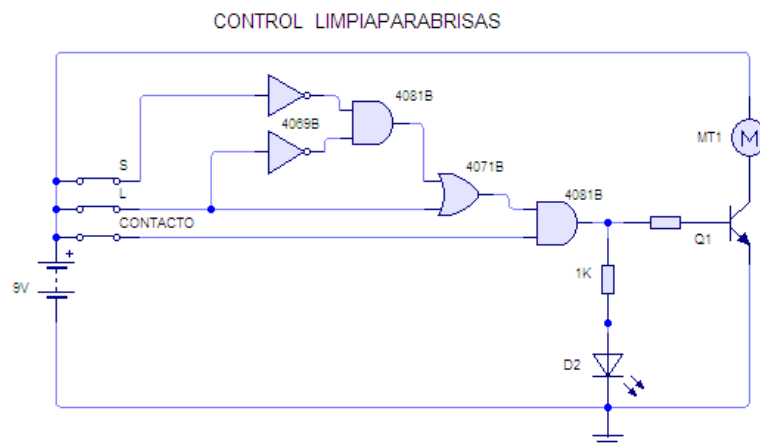 CONTROL LIMPIAPARABRISAS
4081B
4069B
MT1
M
S
4071B
L
4081B
CONTACTO
Q1
+
9V
1K
D2